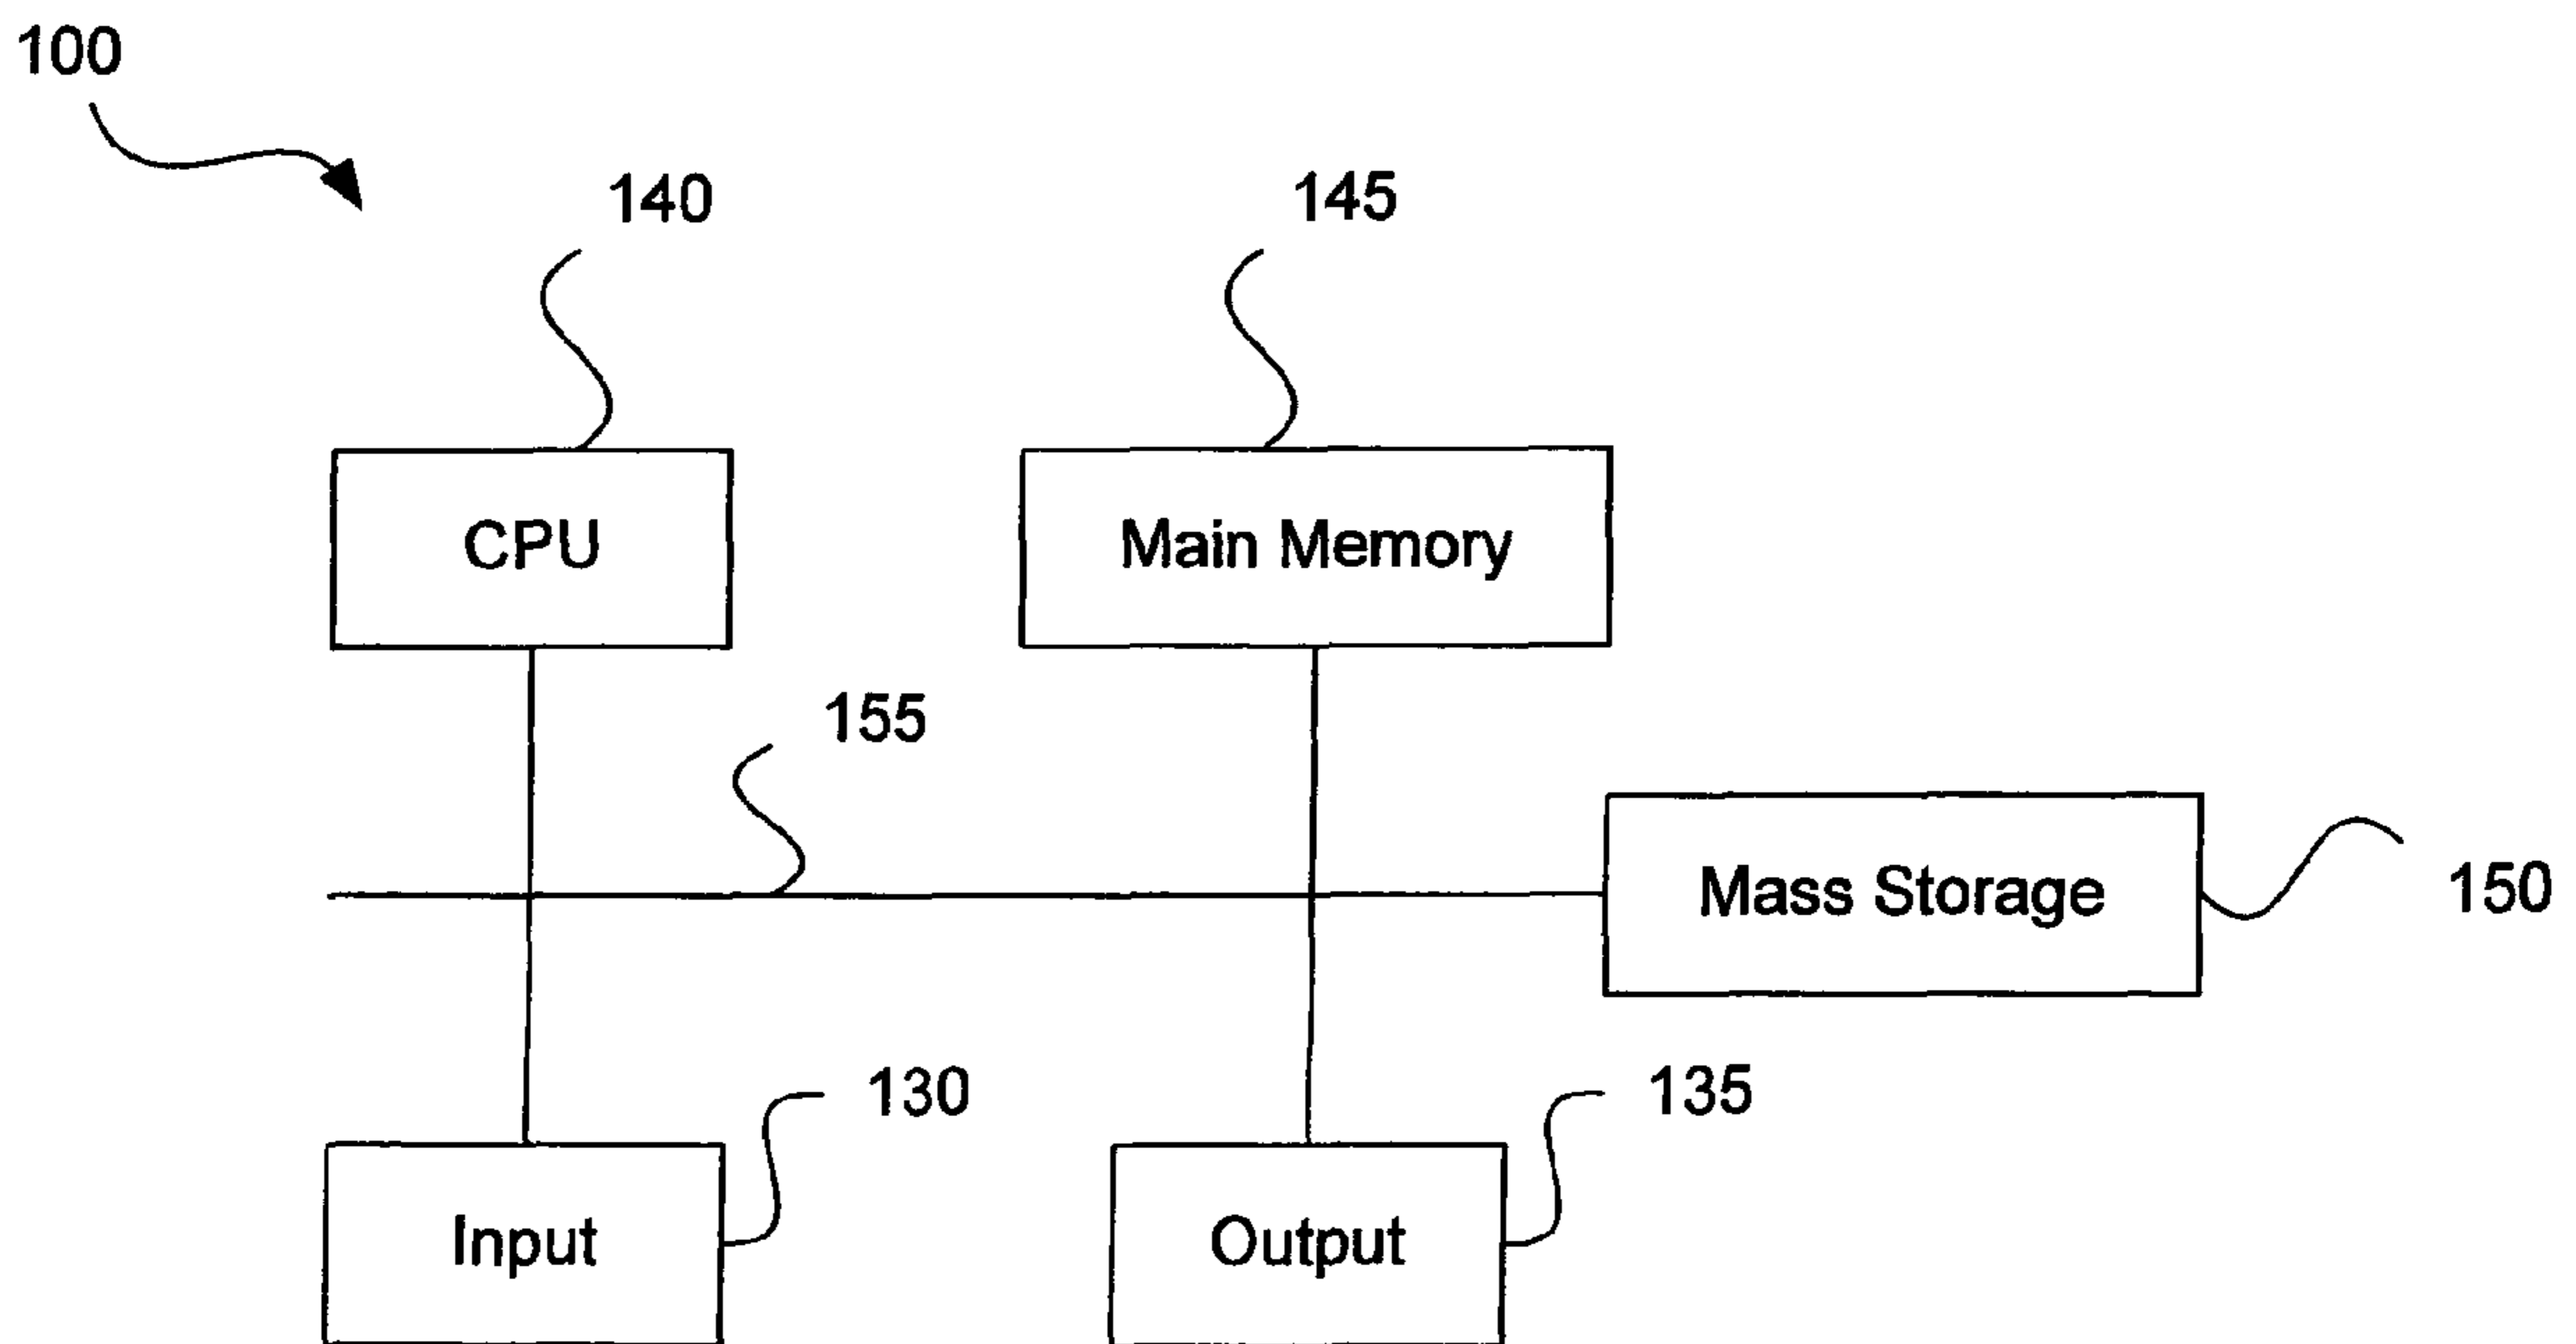 100
140
145
CPU
Main Memory
155
Mass Storage
150
130
135
Input
Output